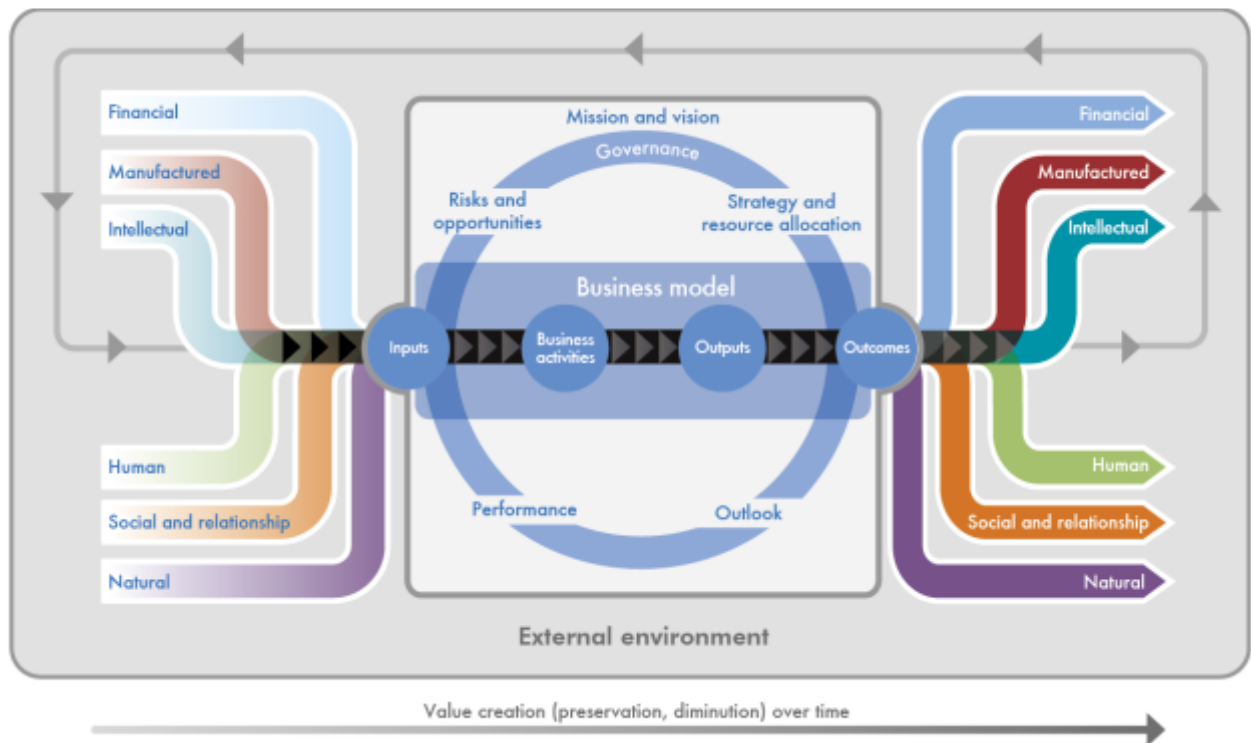 Financial
Manufactured
Intellectual
Human
Social and relationship
Natural
Mission and vision
Governance
Risks and
opportunities
Strategy and
resource allocation
Business model
Inputs
Business
activities
Outputs
Outcomes
Performance
Outlook
Financial
Manufactured
Intellectual
Human
Social and relationship
Natural
External environment
Value creation (preservation, diminution) over time